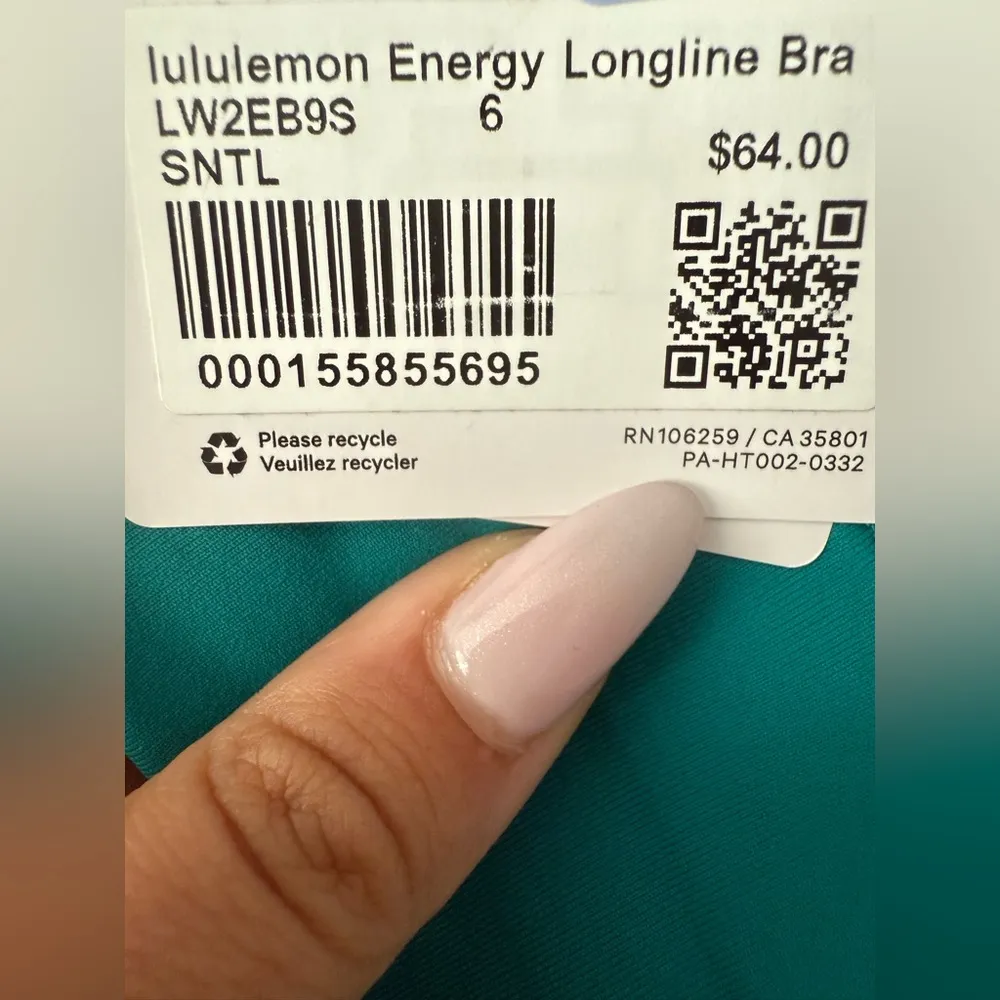 lululemon Energy Longline Bra
LW2EB9S 6
SNTL $64.00
000155855695
Please recycle
Veuillez recycler
RN106259 / CA 35801
PA-HT002-0332